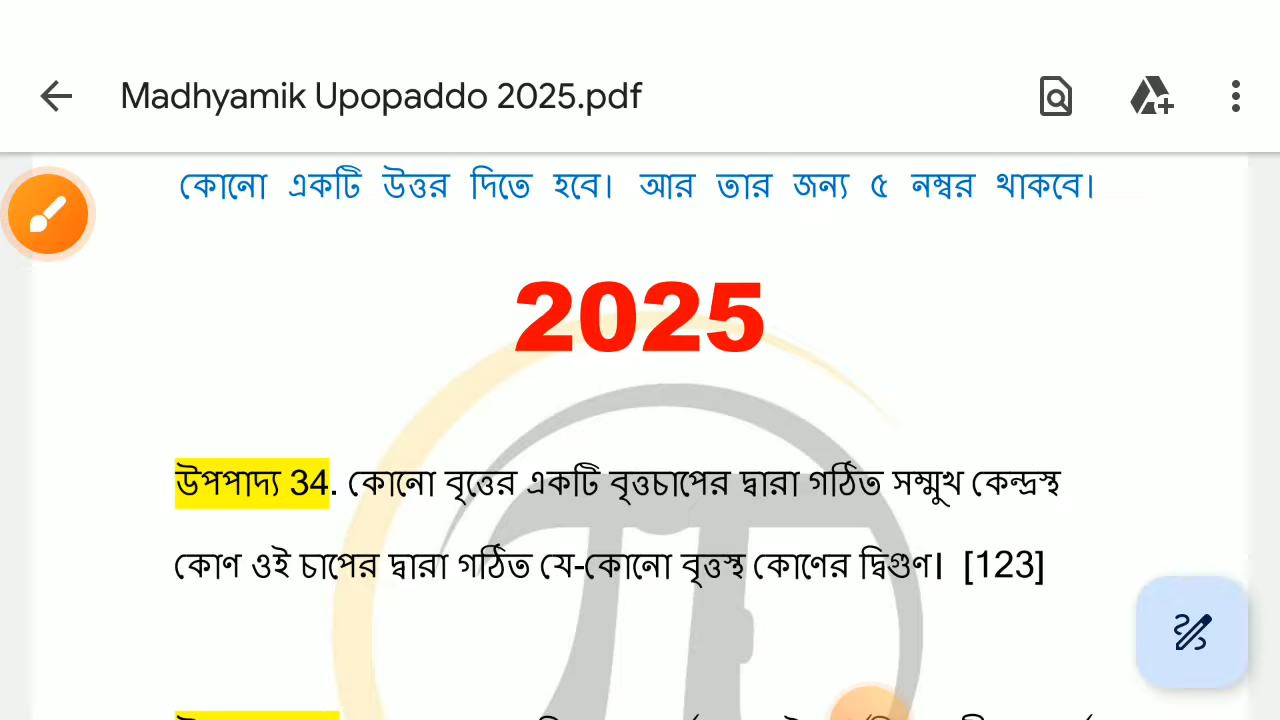 Madhyamik Upopaddo 2025.pdf
কোনো একটি উত্তর দিতে হবে। আর তার জন্য ৫ নম্বর থাকবে।
2025
উপপাদ্য 34. কোনো বৃত্তের একটি বৃত্তচাপের দ্বারা গঠিত সম্মুখ কেন্দ্রস্থ
কোণ ওই চাপের দ্বারা গঠিত যে-কোনো বৃত্তস্থ কোণের দ্বিগুণ। [123]